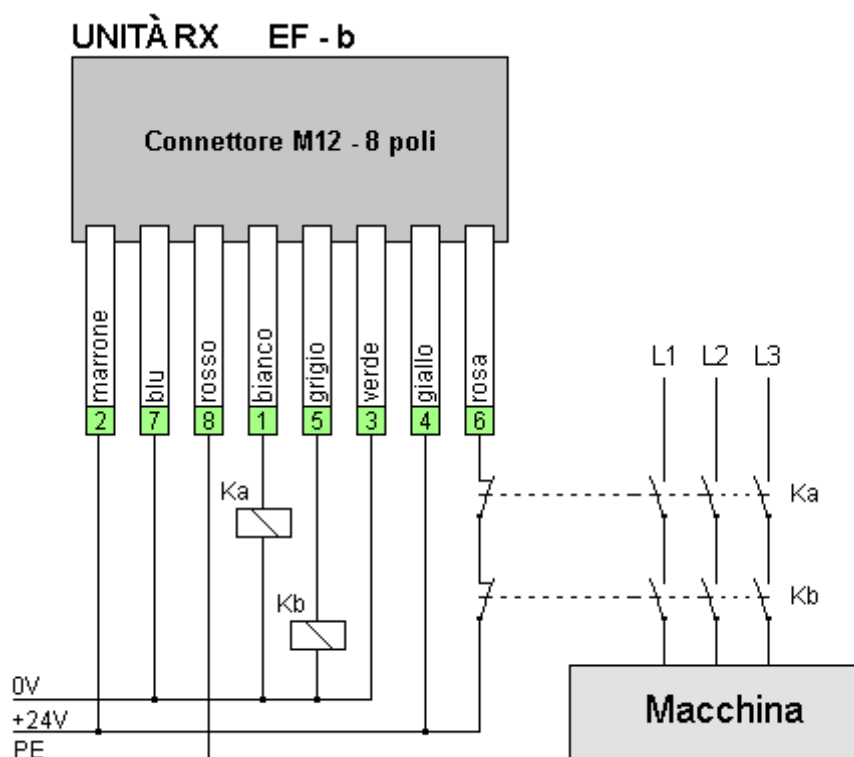 UNITÀ RX EF - b
Connettore M12 - 8 poli
marrone blu rosso bianco grigio verde giallo rosa
2 7 8 1 5 3 4 6
L1 L2 L3
Ka
Ka
Kb
Kb
0V
+24V
PE
Macchina